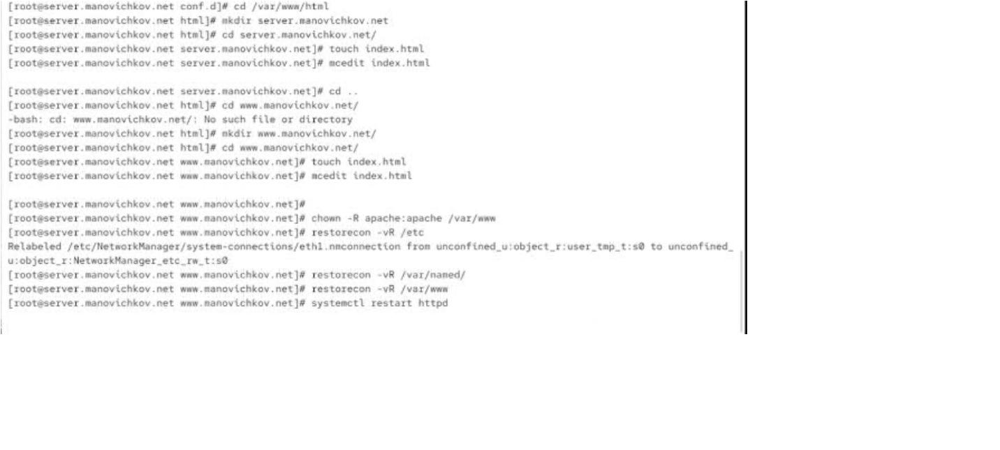 [root@server.manovichkov.net conf.d]# cd /var/www/html
[root@server.manovichkov.net html]# mkdir server.manovichkov.net
[root@server.manovichkov.net html]# cd server.manovichkov.net/
[root@server.manovichkov.net server.manovichkov.net]# touch index.html
[root@server.manovichkov.net server.manovichkov.net]# mcedit index.html
[root@server.manovichkov.net server.manovichkov.net]# cd ..
[root@server.manovichkov.net html]# cd www.manovichkov.net/
-bash: cd: www.manovichkov.net/: No such file or directory
[root@server.manovichkov.net html]# mkdir www.manovichkov.net/
[root@server.manovichkov.net html]# cd www.manovichkov.net/
[root@server.manovichkov.net www.manovichkov.net]# touch index.html
[root@server.manovichkov.net www.manovichkov.net]# mcedit index.html
[root@server.manovichkov.net www.manovichkov.net]#
[root@server.manovichkov.net www.manovichkov.net]# chown -R apache:apache /var/www
[root@server.manovichkov.net www.manovichkov.net]# restorecon -vR /etc
Relabeled /etc/NetworkManager/system-connections/eth1.nmconnection from unconfined_u:object_r:user_tmp_t:s0 to unconfined_
u:object_r:NetworkManager_etc_rw_t:s0
[root@server.manovichkov.net www.manovichkov.net]# restorecon -vR /var/named/
[root@server.manovichkov.net www.manovichkov.net]# restorecon -vR /var/www
[root@server.manovichkov.net www.manovichkov.net]# systemctl restart httpd